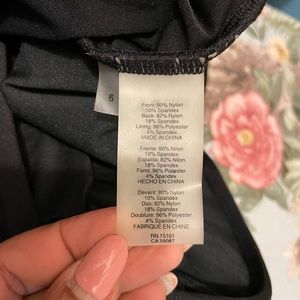 6
Front: 90% Nylon
10% Spandex
Back: 82% Nylon
18% Spandex
Lining: 96% Polyester
4% Spandex
MADE IN CHINA
Frente: 90% Nilon
10% Spandex
Espalda: 82% Nilon
18% Spandex
Forro: 96% Polyester
4% Spandex
HECHO EN CHINA
Devant: 90% Nylon
10% Spandex
Dos: 82% Nylon
18% Spandex
Doublure: 96% Polyester
4% Spandex
FABRIQUE EN CHINE
RN 15101
CA 59087